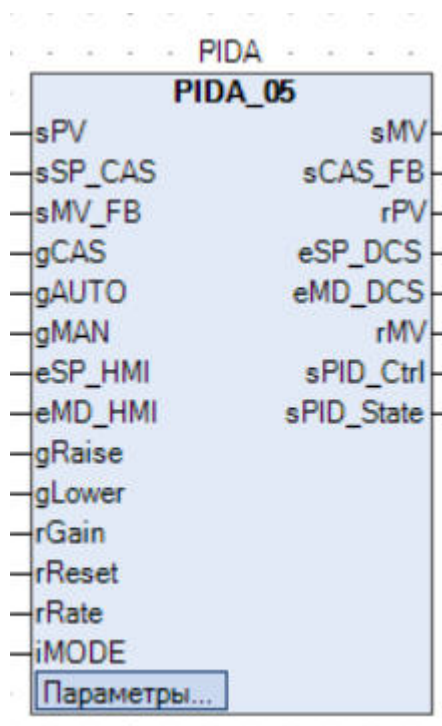 PIDA
PIDA_05
sPV sMV
sSP_CAS sCAS_FB
sMV_FB rPV
gCAS eSP_DCS
gAUTO eMD_DCS
gMAN rMV
eSP_HMI sPID_Ctrl
eMD_HMI sPID_State
gRaise
gLower
rGain
rReset
rRate
iMODE
Параметры...